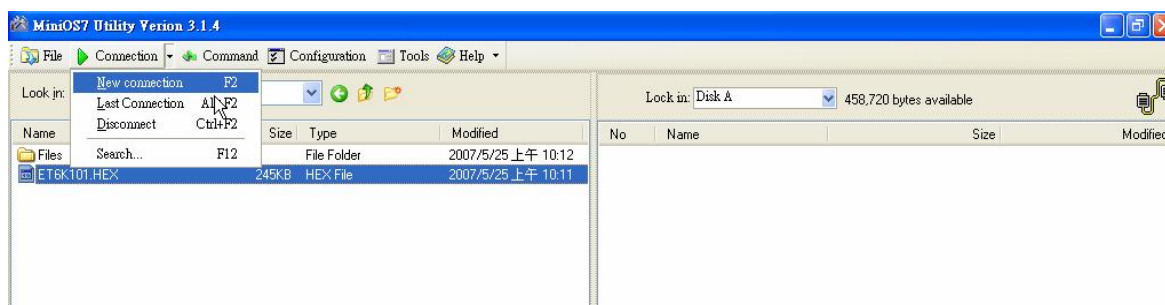 MiniOS7 Utility Verion 3.1.4
File Connection Command Configuration Tools Help
Look in:
New connection F2
Last Connection Alt+F2
Disconnect Ctrl+F2
Search... F12
Name Size Type Modified
Files File Folder 2007/5/25 上午 10:12
ET6K101.HEX 245KB HEX File 2007/5/25 上午 10:11
Lock in: Disk A 458,720 bytes available
No Name Size Modified